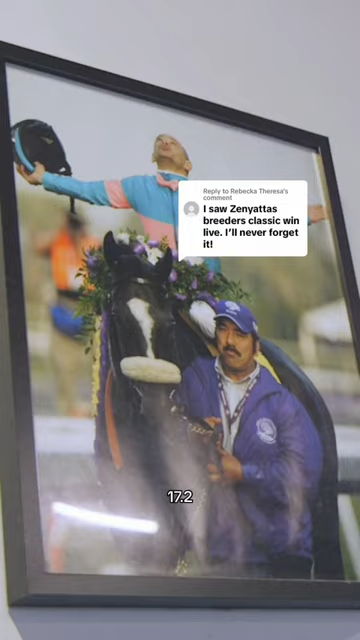 Reply to Rebecka Theresa's
comment
I saw Zenyattas
breeders classic win
live. I'll never forget
it!
17.2